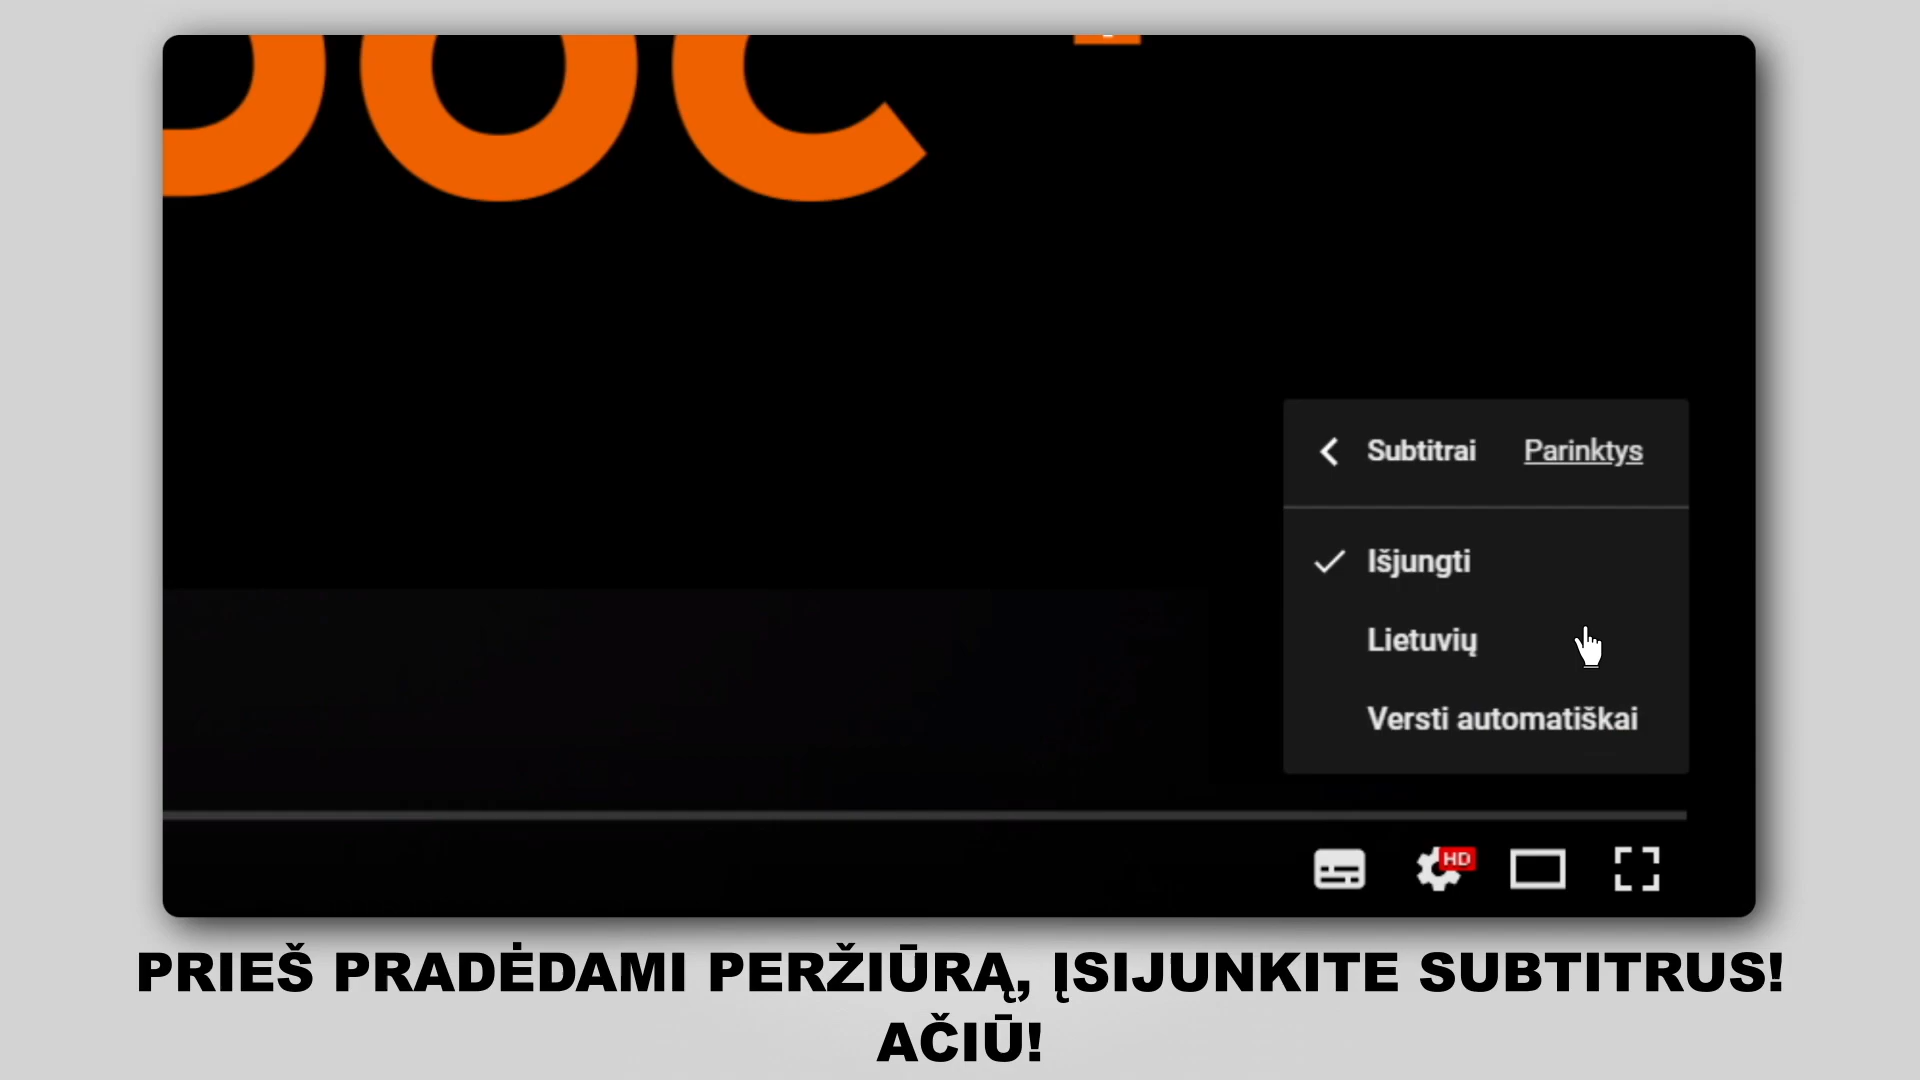 Subtitrai Parinktys
Išjungti
Lietuvių
Versti automatiškai
HD
PRIEŠ PRADĖDAMI PERŽIŪRĄ, ĮSIJUNKITE SUBTITRUS!
AČIŪ!